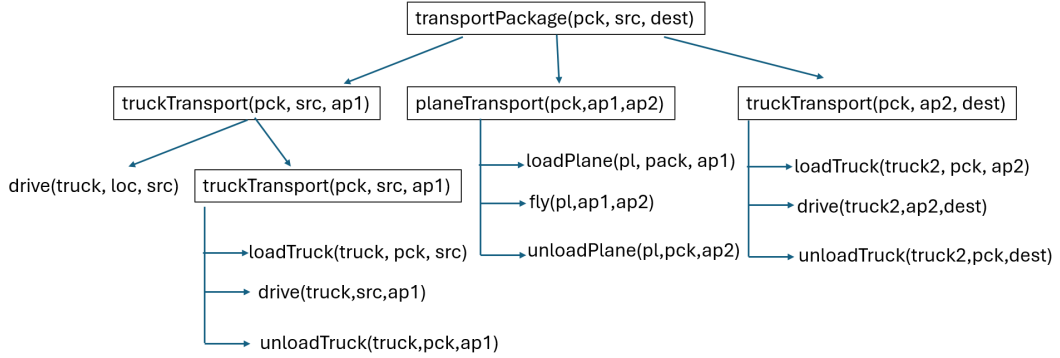 transportPackage(pck, src, dest)
truckTransport(pck, src, ap1)
planeTransport(pck,ap1,ap2)
truckTransport(pck, ap2, dest)
drive(truck, loc, src)
truckTransport(pck, src, ap1)
loadTruck(truck, pck, src)
drive(truck,src,ap1)
unloadTruck(truck,pck,ap1)
loadPlane(pl, pack, ap1)
fly(pl,ap1,ap2)
unloadPlane(pl,pck,ap2)
loadTruck(truck2, pck, ap2)
drive(truck2,ap2,dest)
unloadTruck(truck2,pck,dest)